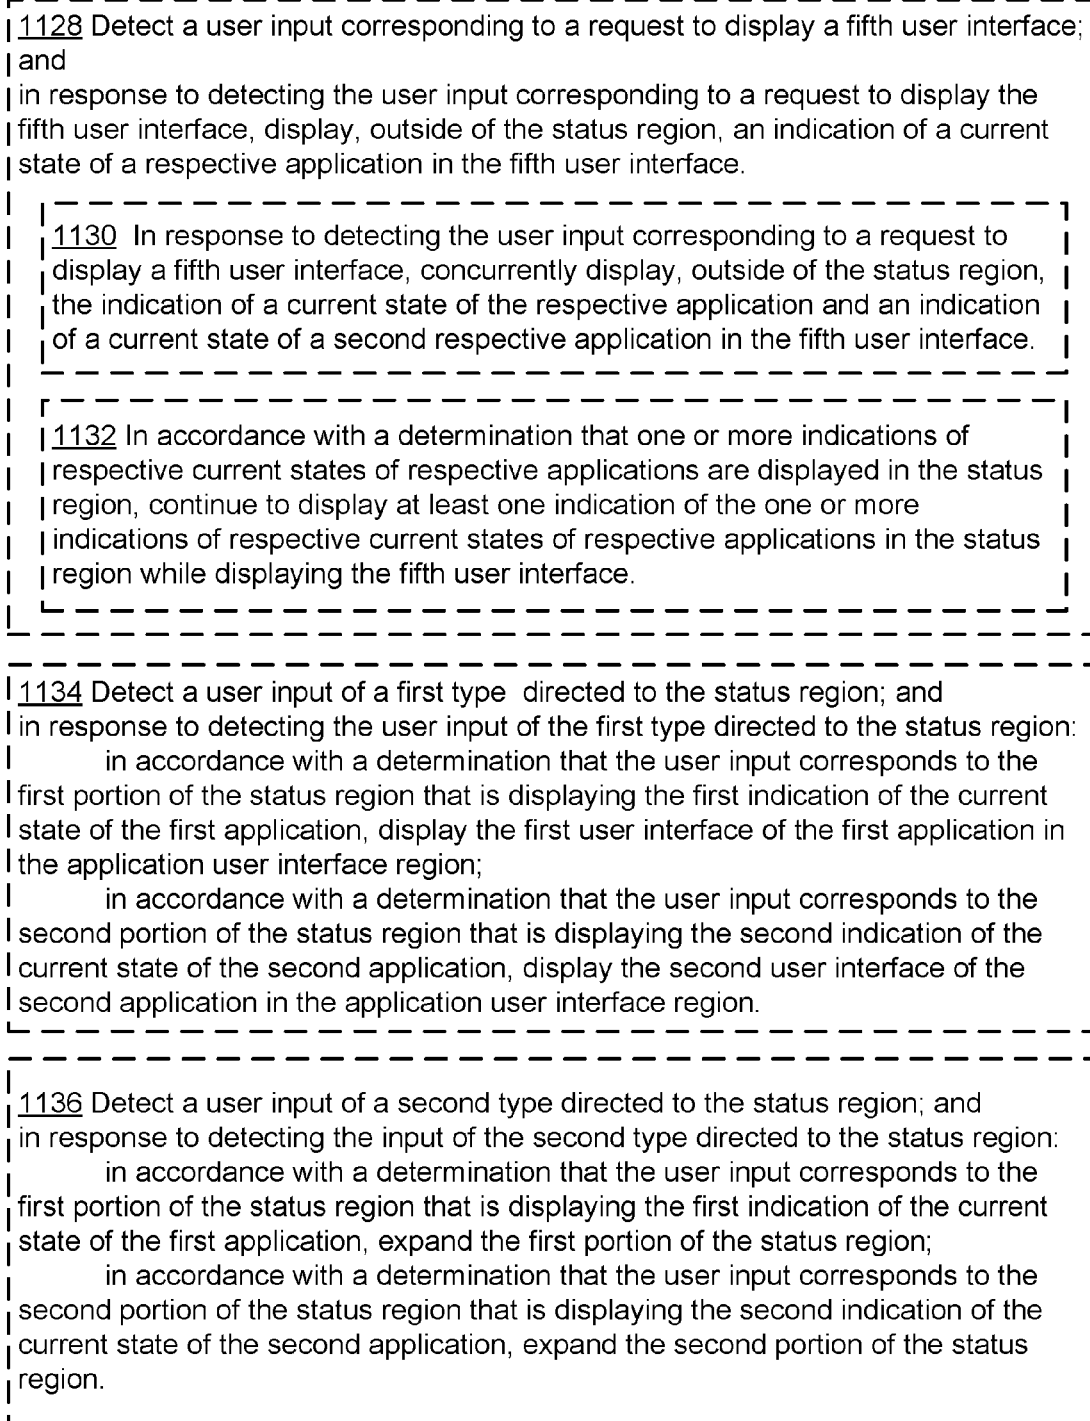 1128 Detect a user input corresponding to a request to display a fifth user interface;
and
in response to detecting the user input corresponding to a request to display the
fifth user interface, display, outside of the status region, an indication of a current
state of a respective application in the fifth user interface.
1130 In response to detecting the user input corresponding to a request to
display a fifth user interface, concurrently display, outside of the status region,
the indication of a current state of the respective application and an indication
of a current state of a second respective application in the fifth user interface.
1132 In accordance with a determination that one or more indications of
respective current states of respective applications are displayed in the status
region, continue to display at least one indication of the one or more
indications of respective current states of respective applications in the status
region while displaying the fifth user interface.
1134 Detect a user input of a first type directed to the status region; and
in response to detecting the user input of the first type directed to the status region:
in accordance with a determination that the user input corresponds to the
first portion of the status region that is displaying the first indication of the current
state of the first application, display the first user interface of the first application in
the application user interface region;
in accordance with a determination that the user input corresponds to the
second portion of the status region that is displaying the second indication of the
current state of the second application, display the second user interface of the
second application in the application user interface region.
1136 Detect a user input of a second type directed to the status region; and
in response to detecting the input of the second type directed to the status region:
in accordance with a determination that the user input corresponds to the
first portion of the status region that is displaying the first indication of the current
state of the first application, expand the first portion of the status region;
in accordance with a determination that the user input corresponds to the
second portion of the status region that is displaying the second indication of the
current state of the second application, expand the second portion of the status
region.